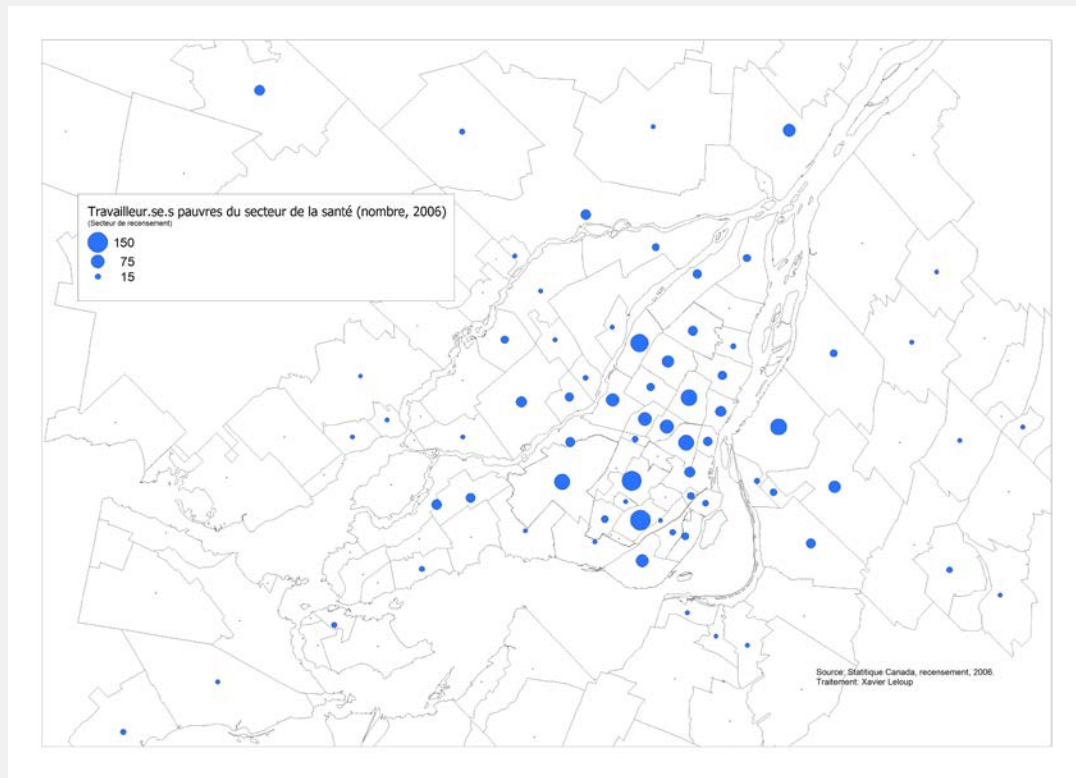 Travailleur.se.s pauvres du secteur de la santé (nombre, 2006)
(Secteur de recensement)
150
75
15
Source: Statitique Canada, recensement, 2006.
Traitement: Xavier Leloup